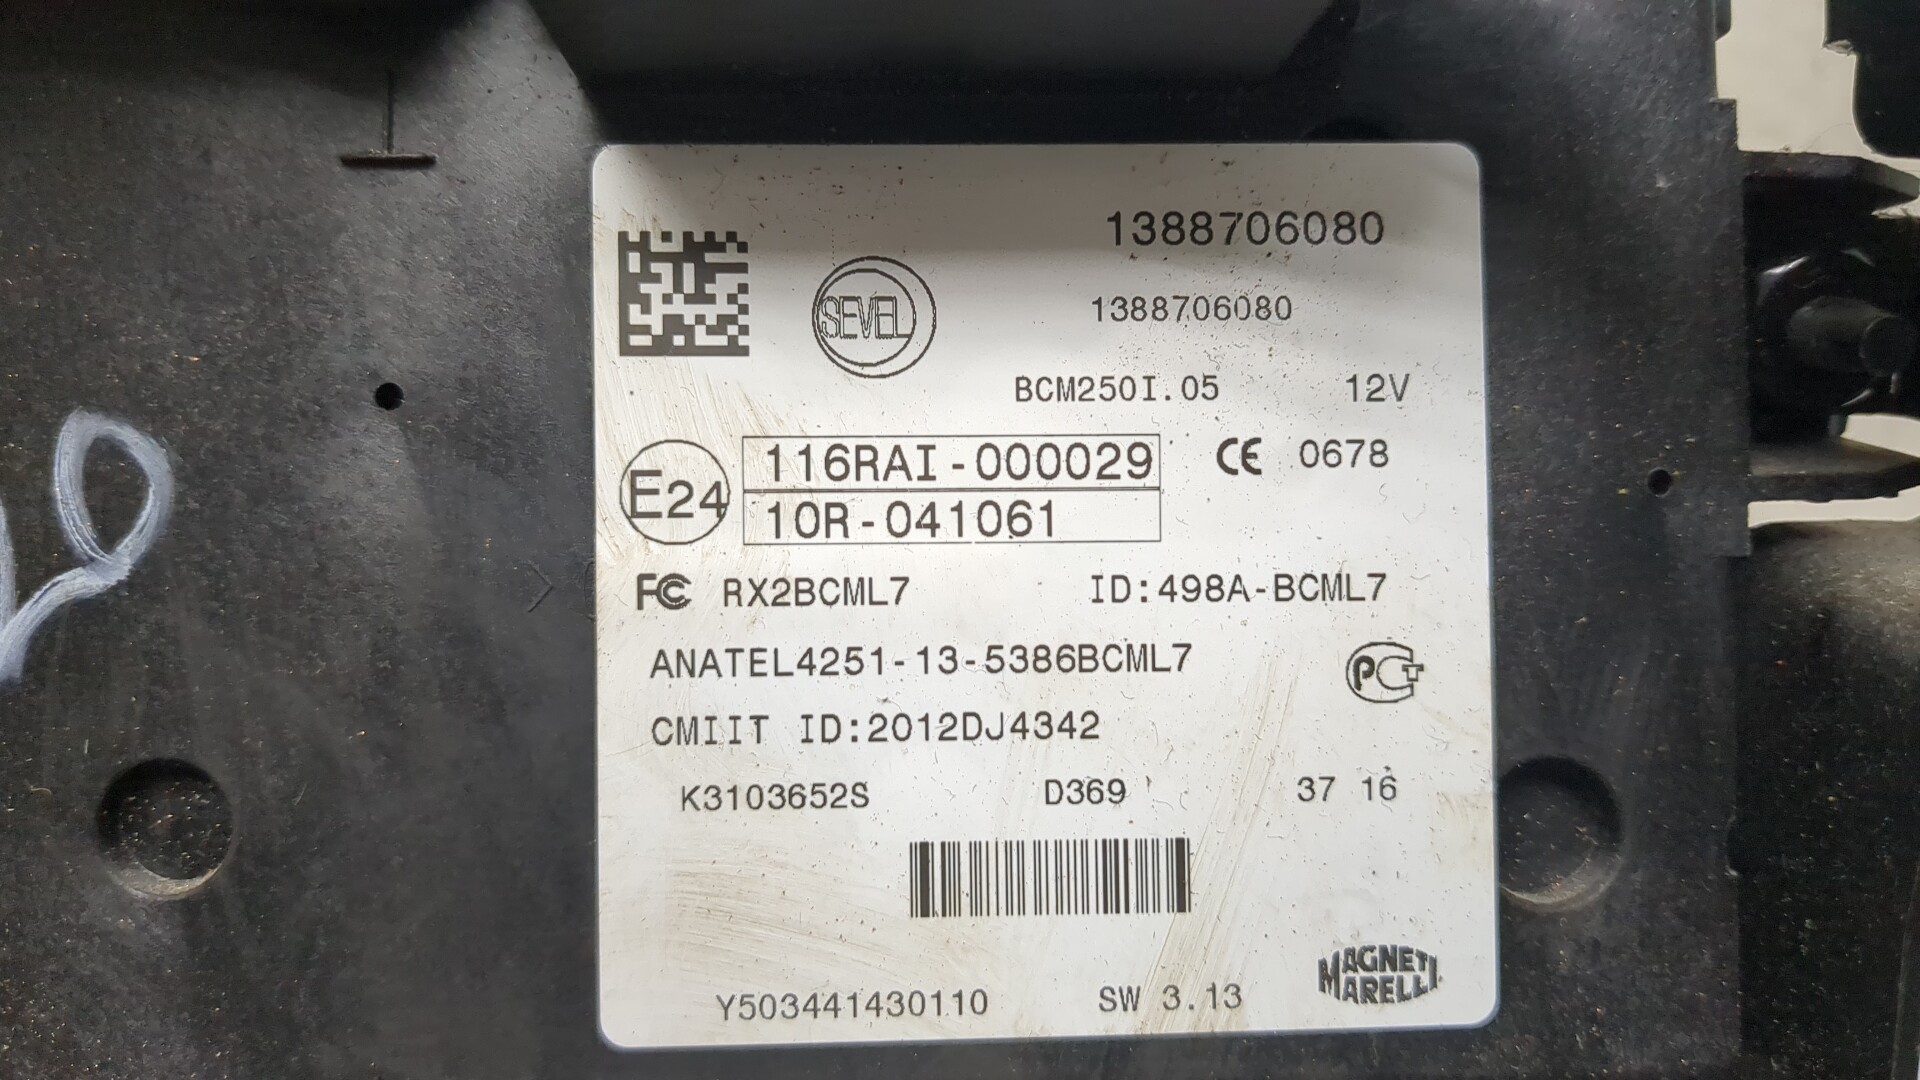 1388706080
SEVEL
1388706080
BCM250I.05 12V
E24 116RAI-000029 CE 0678
10R-041061
FC RX2BCML7 ID:498A-BCML7
ANATEL4251-13-5386BCML7 PCT
CMIIT ID:2012DJ4342
K3103652S D369 37 16
MAGNETI
MARELLI
Y503441430110 SW 3.13